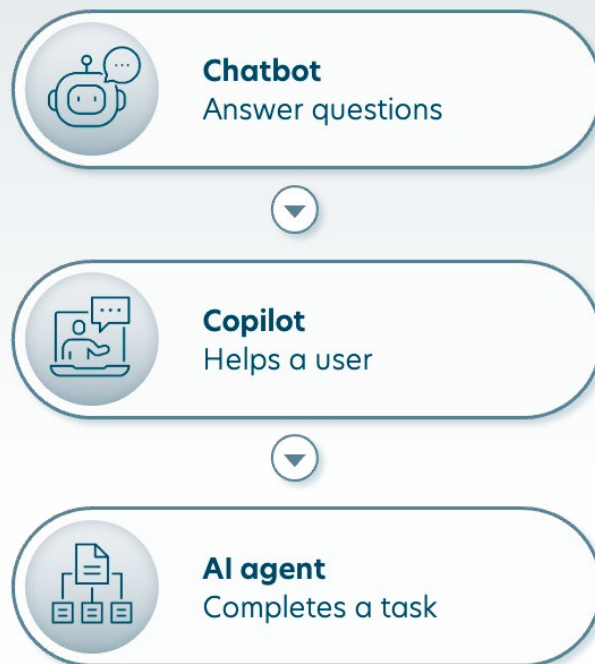 Chatbot
Answer questions
Copilot
Helps a user
AI agent
Completes a task